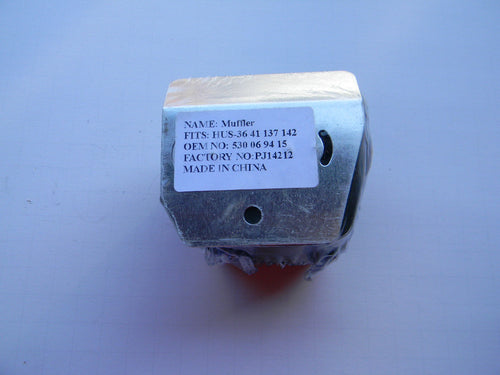 NAME: Muffler
FITS: HUS-36 41 137 142
OEM NO: 530 06 94 15
FACTORY NO:PJ14212
MADE IN CHINA